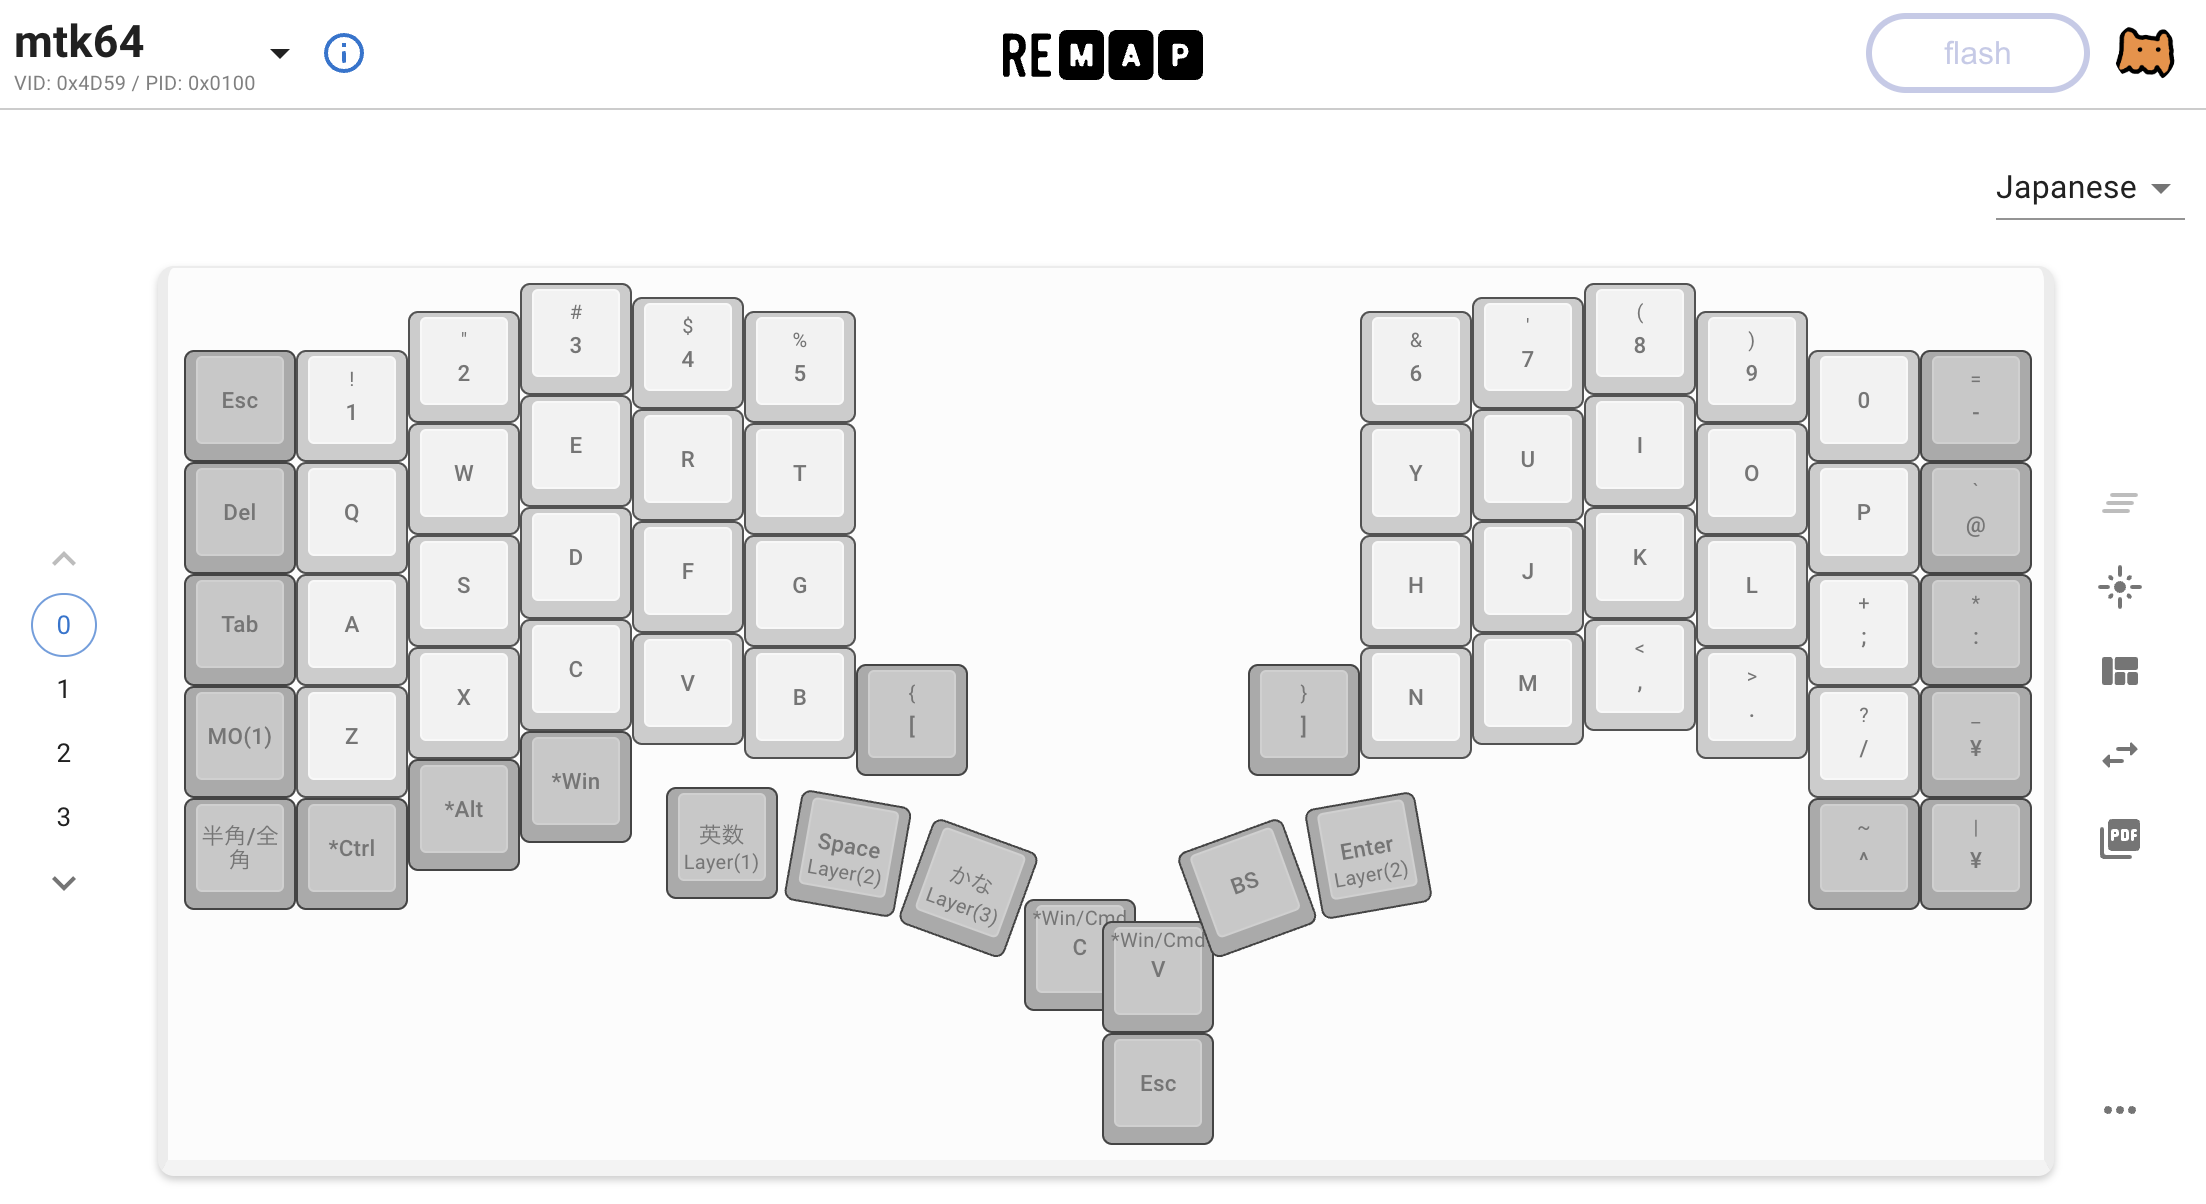 mtk64
VID: 0x4D59 / PID: 0x0100
REMAP
flash
Japanese
# 3
( 8
$ 4
' 7
" 2
% 5
& 6
) 9
Esc
! 1
0
= -
E
I
R
U
W
T
Y
O
Del
Q
P
` @
D
K
F
J
S
G
H
L
Tab
A
+ ;
* :
C
< ,
V
M
X
B
N
> .
{ [
} ]
MO(1)
Z
? /
_ ¥
*Win
*Alt
半角/全
角
*Ctrl
英数
Layer(1)
Space
Layer(2)
かな
Layer(3)
*Win/Cmd
C
*Win/Cmd
V
BS
Enter
Layer(2)
~ ^
| ¥
Esc
0
1
2
3
PDF